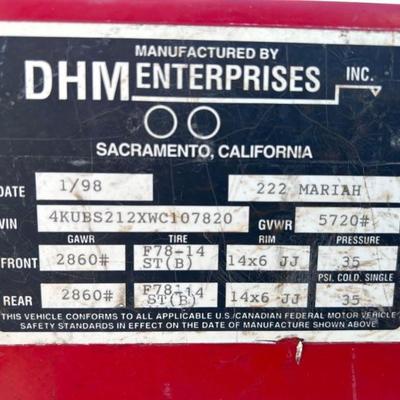 MANUFACTURED BY
DHM ENTERPRISES INC.
SACRAMENTO, CALIFORNIA
DATE 1/98 222 MARIAH
VIN 4KUBS212XWC107820 GVWR 5720#
GAWR TIRE RIM PRESSURE
FRONT 2860# F78-14 ST(B) 14x6 JJ 35
PSI. COLD. SINGLE
REAR 2860# F78-14 ST(B) 14x6 JJ 35
THIS VEHICLE CONFORMS TO ALL APPLICABLE U.S./CANADIAN FEDERAL MOTOR VEHICLE
SAFETY STANDARDS IN EFFECT ON THE DATE OF MANUFACTURE SHOWN ABOVE